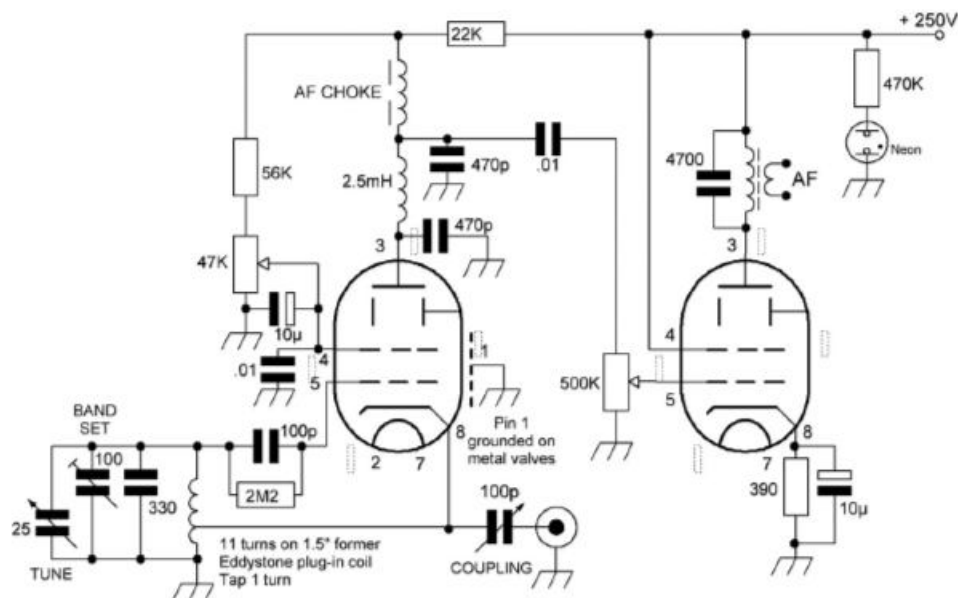 + 250V
22K
470K
AF CHOKE
Neon
470p
.01
4700
AF
56K
2.5mH
470p
3
3
47K
10µ
4
1
4
.01
5
500K
5
BAND
SET
100p
8
Pin 1
grounded on
metal valves
8
2
7
7
100
330
2M2
100p
390
10µ
25
11 turns on 1.5" former
Eddystone plug-in coil
Tap 1 turn
TUNE
COUPLING